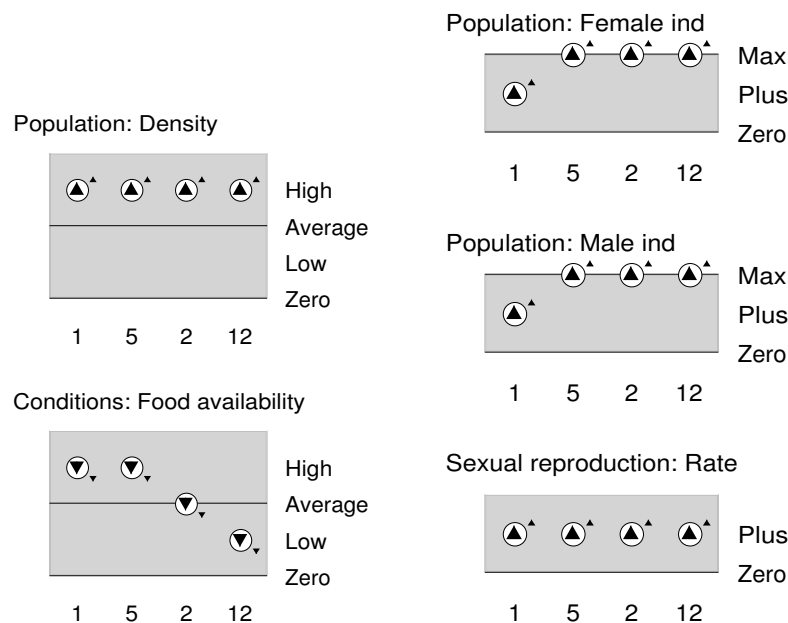 Population: Density
High
Average
Low
Zero
1 5 2 12
Conditions: Food availability
High
Average
Low
Zero
1 5 2 12
Population: Female ind
Max
Plus
Zero
1 5 2 12
Population: Male ind
Max
Plus
Zero
1 5 2 12
Sexual reproduction: Rate
Plus
Zero
1 5 2 12